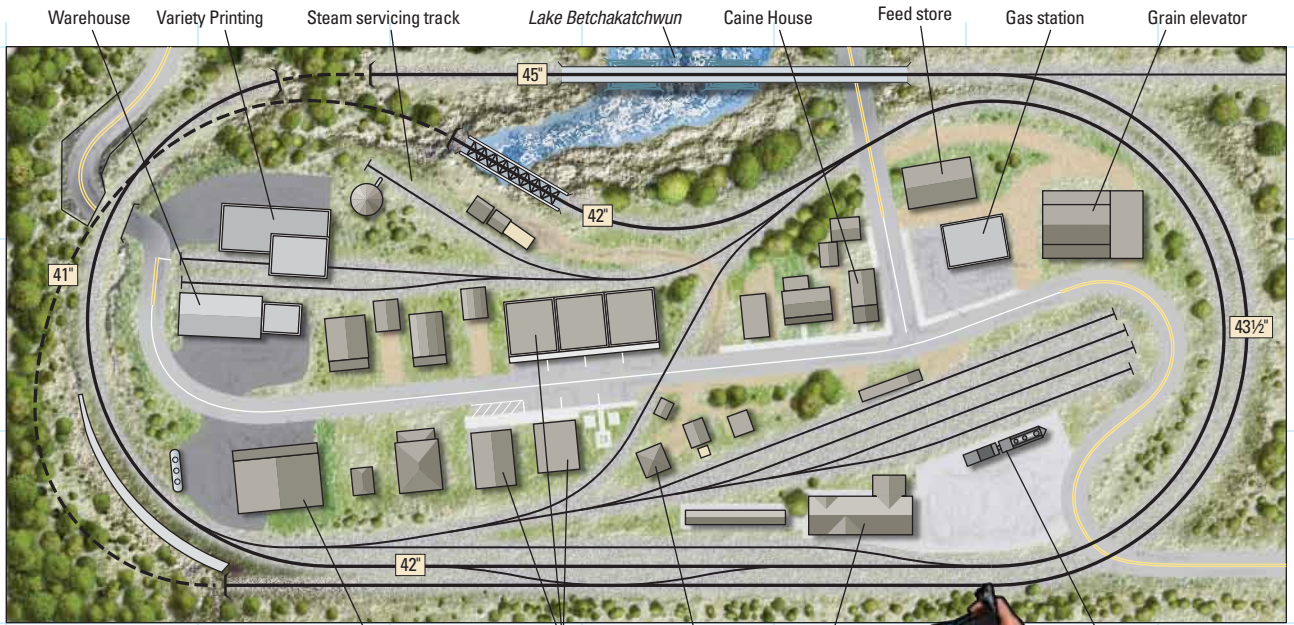 Warehouse
Variety Printing
Steam servicing track
Lake Betchakatchwun
Caine House
Feed store
Gas station
Grain elevator
45"
42"
41"
43½"
42"